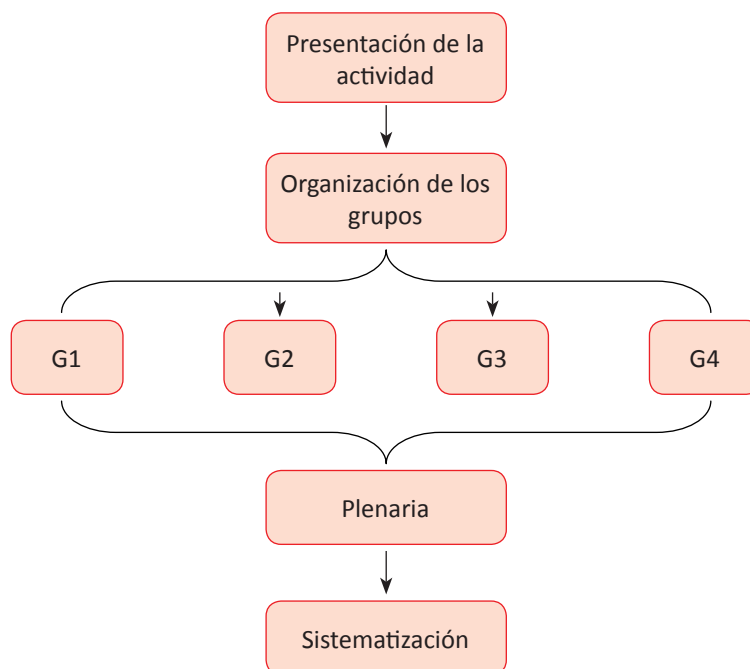 Presentación de la
actividad
Organización de los
grupos
G1
G2
G3
G4
Plenaria
Sistematización